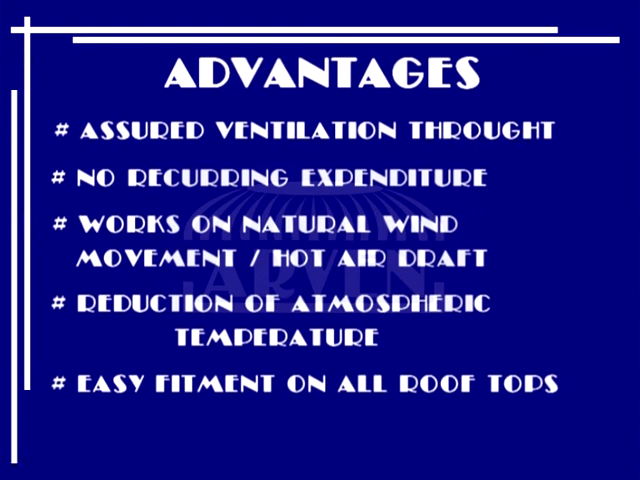 ADVANTAGES
# ASSURED VENTILATION THROUGHT
# NO RECURRING EXPENDITURE
# WORKS ON NATURAL WIND
MOVEMENT / HOT AIR DRAFT
ARVEN
# REDUCTION OF ATMOSPHERIC
TEMPERATURE
# EASY FITMENT ON ALL ROOF TOPS